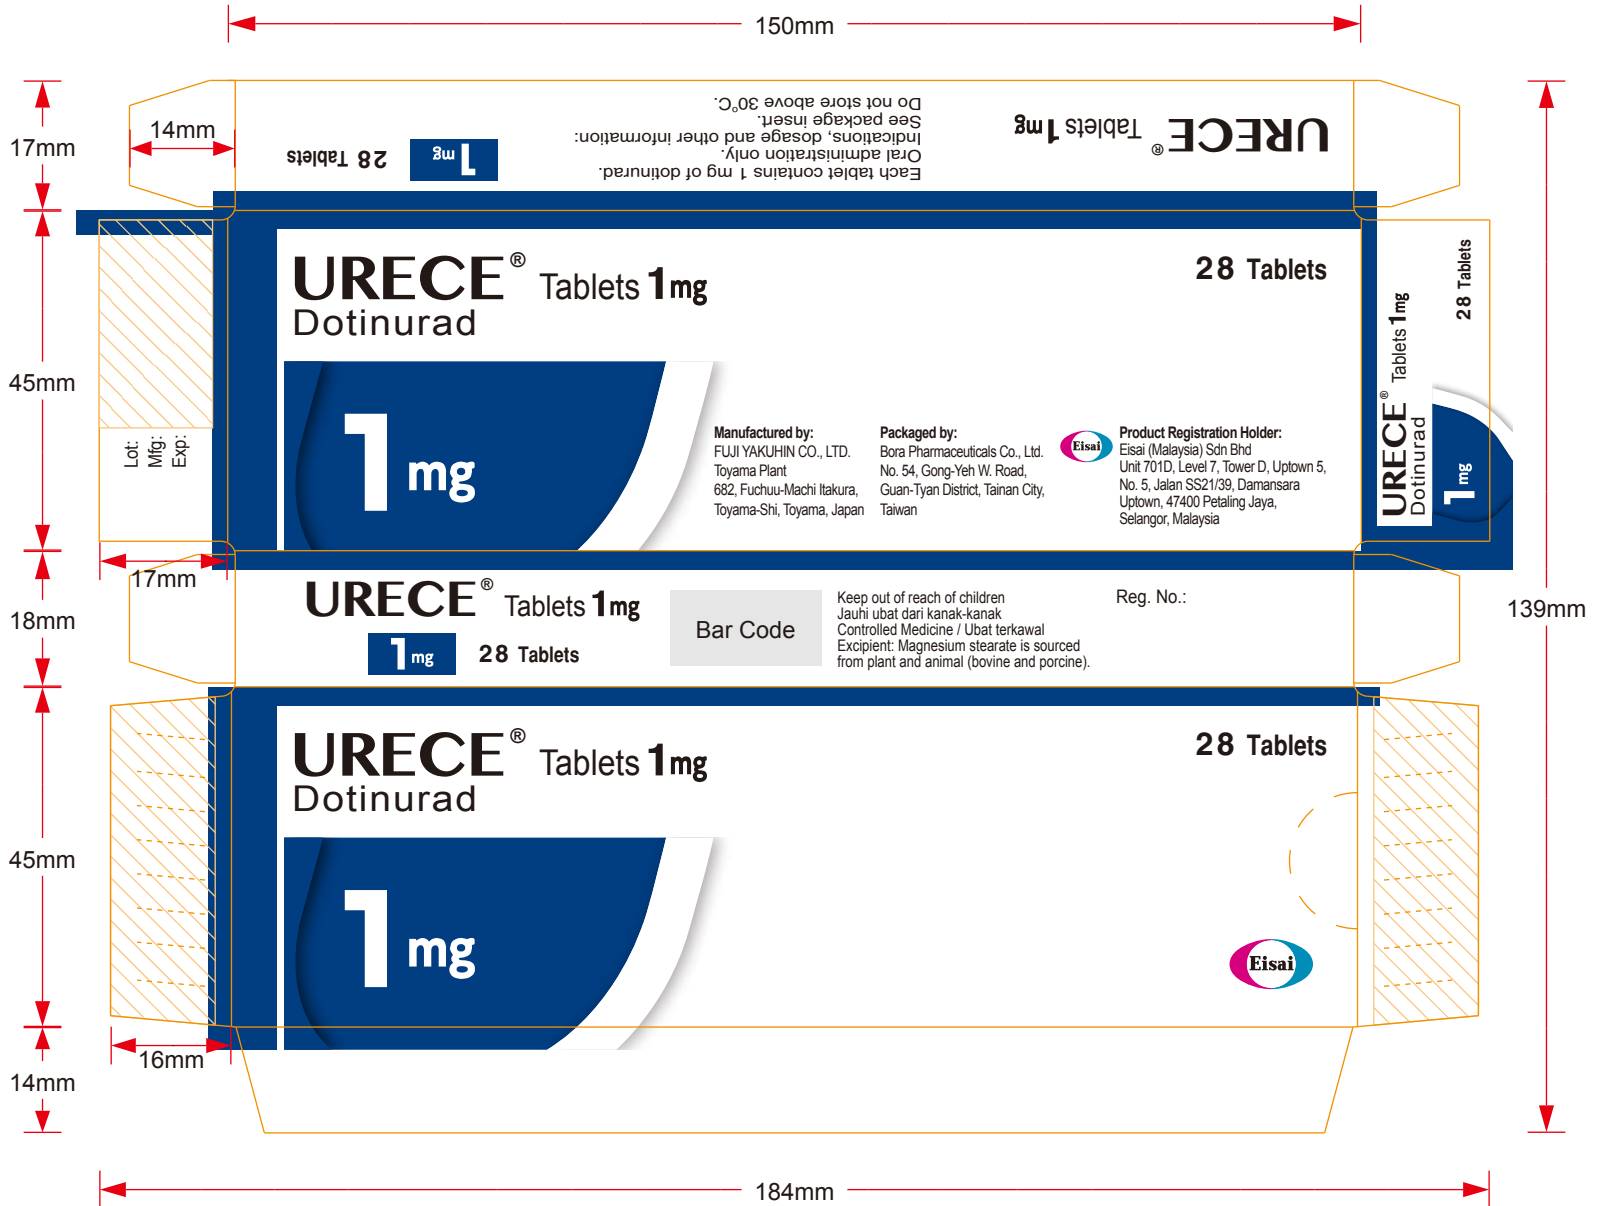 150mm
17mm
14mm
28 Tablets
1 mg
Each tablet contains 1 mg of dotinurad.
Oral administration only.
Indications, dosage and other information:
See package insert.
Do not store above 30°C.
URECE® Tablets 1mg
45mm
Lot:
Mfg:
Exp:
17mm
URECE® Tablets 1mg
Dotinurad
28 Tablets
1 mg
Manufactured by:
FUJI YAKUHIN CO., LTD.
Toyama Plant
682, Fuchuu-Machi Itakura,
Toyama-Shi, Toyama, Japan
Packaged by:
Bora Pharmaceuticals Co., Ltd.
No. 54, Gong-Yeh W. Road,
Guan-Tyan District, Tainan City,
Taiwan
Eisai
Product Registration Holder:
Eisai (Malaysia) Sdn Bhd
Unit 701D, Level 7, Tower D, Uptown 5,
No. 5, Jalan SS21/39, Damansara
Uptown, 47400 Petaling Jaya,
Selangor, Malaysia
URECE® Tablets 1mg
Dotinurad
28 Tablets
1 mg
139mm
18mm
URECE® Tablets 1mg
1 mg
28 Tablets
Bar Code
Keep out of reach of children
Jauhi ubat dari kanak-kanak
Controlled Medicine / Ubat terkawal
Excipient: Magnesium stearate is sourced
from plant and animal (bovine and porcine).
Reg. No.:
45mm
URECE® Tablets 1mg
Dotinurad
28 Tablets
1 mg
Eisai
16mm
14mm
184mm